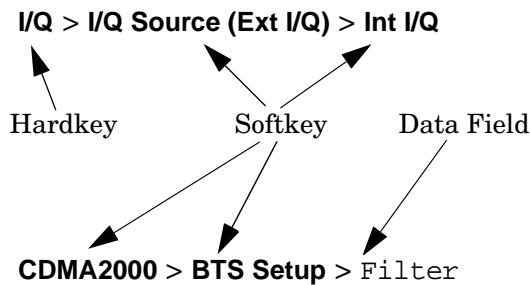 I/Q > I/Q Source (Ext I/Q) > Int I/Q
Hardkey Softkey Data Field
CDMA2000 > BTS Setup > Filter